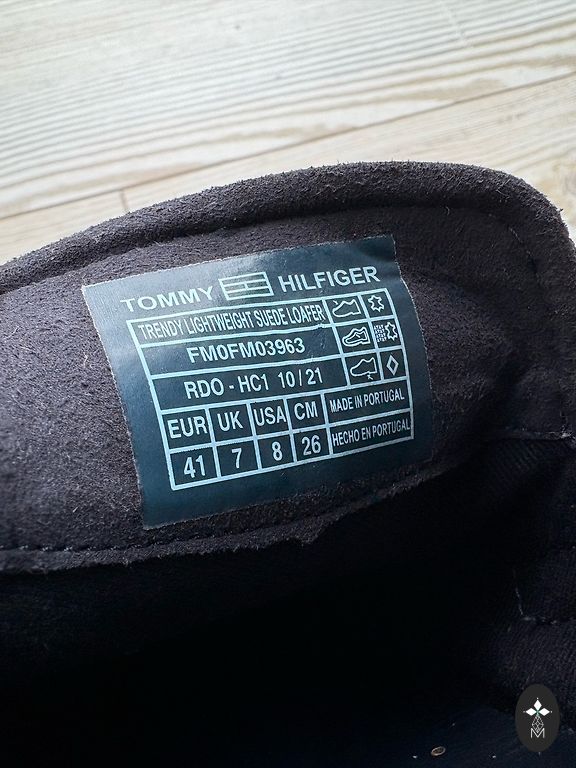 TOMMY HILFIGER
TRENDY LIGHTWEIGHT SUEDE LOAFER
FM0FM03963
RDO - HC1 10/21
EUR UK USA CM MADE IN PORTUGAL
41 7 8 26 HECHO EN PORTUGAL
M